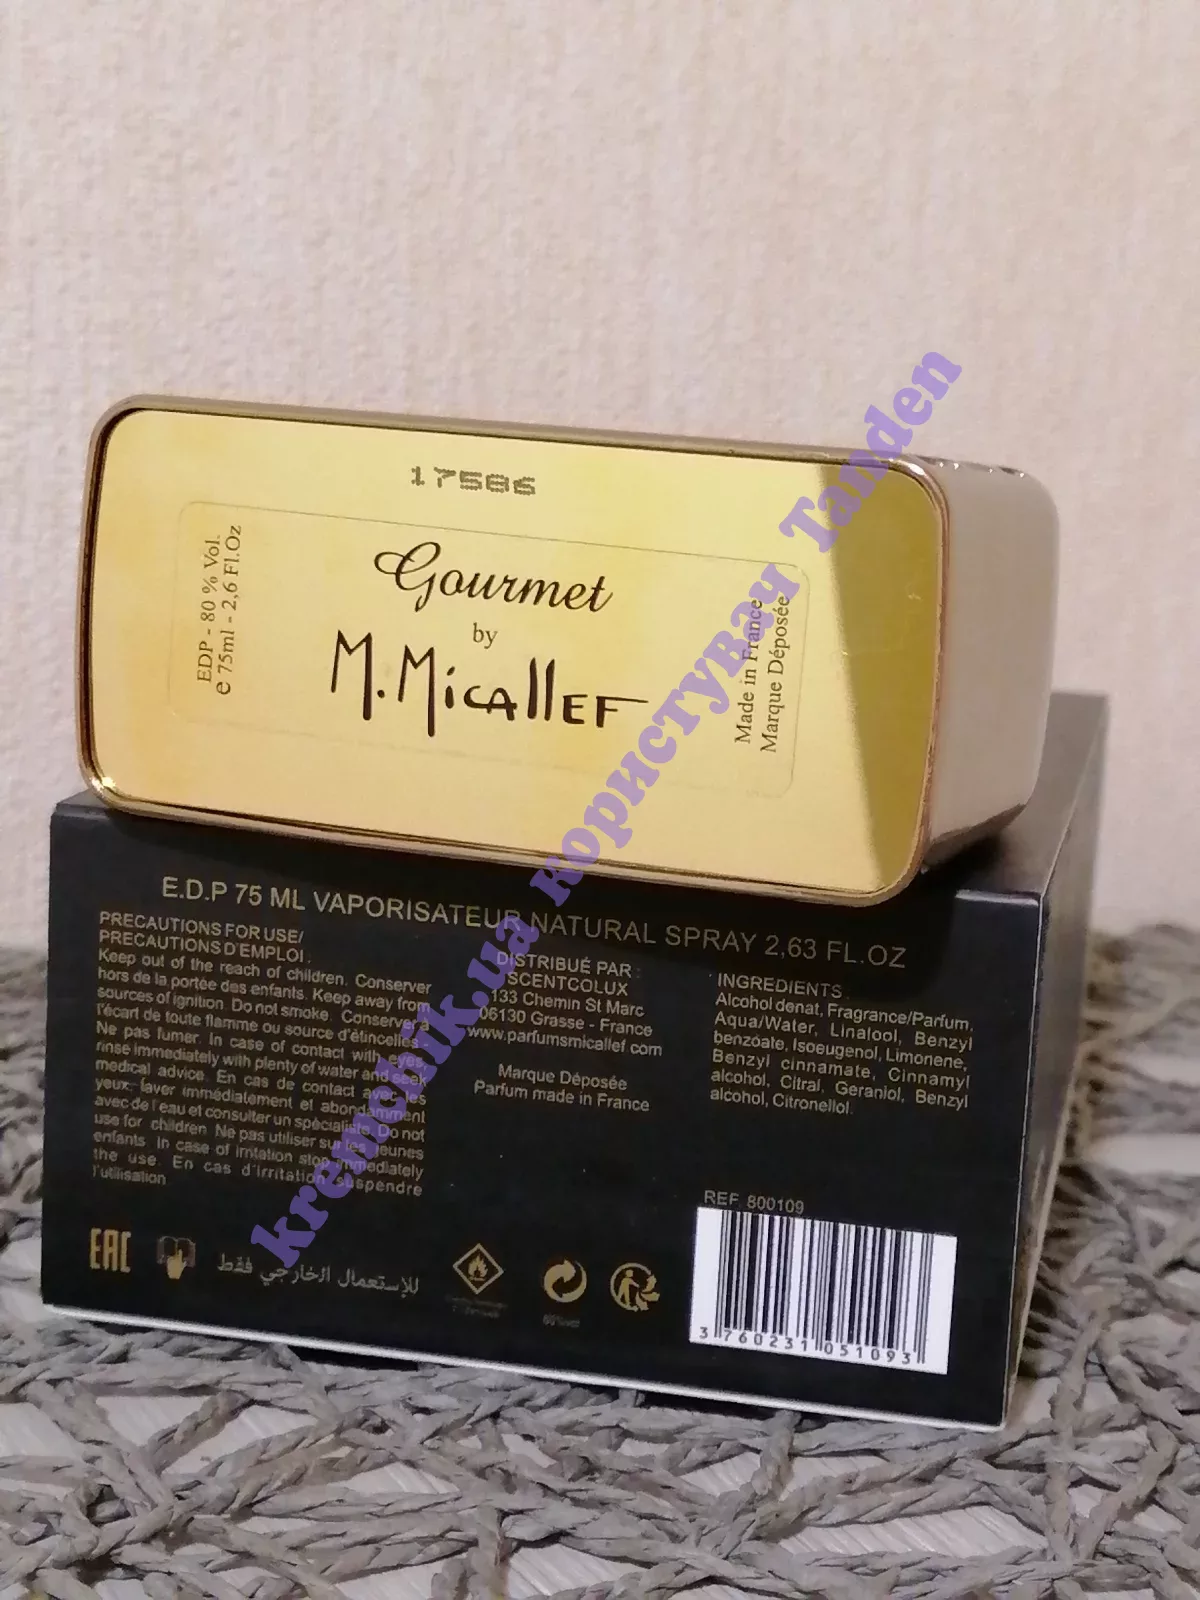 17586
EDP - 80 % Vol.
e 75ml - 2,6 Fl.Oz
Gourmet
by
M. MicallEF
Made in France
Marque Déposée
E.D.P 75 ML VAPORISATEUR NATURAL SPRAY 2,63 FL.OZ
PRECAUTIONS FOR USE/
PRECAUTIONS D'EMPLOI :
Keep out of the reach of children. Conserver
hors de la portée des enfants. Keep away from
sources of ignition. Do not smoke. Conserver à
l'écart de toute flamme ou source d'étincelles -
Ne pas fumer. In case of contact with eyes,
rinse immediately with plenty of water and seek
medical advice. En cas de contact avec les
yeux, laver immédiatement et abondamment
avec de l'eau et consulter un spécialiste. Do not
use for children. Ne pas utiliser sur les jeunes
enfants. In case of irritation stop immediately
the use. En cas d'irritation suspendre
l'utilisation
DISTRIBUÉ PAR :
SCENTCOLUX
133 Chemin St Marc
06130 Grasse - France
www.parfumsmicallef.com
Marque Déposée
Parfum made in France
INGREDIENTS :
Alcohol denat, Fragrance/Parfum,
Aqua/Water, Linalool, Benzyl
benzoate, Isoeugenol, Limonene,
Benzyl cinnamate, Cinnamyl
alcohol, Citral, Geraniol, Benzyl
alcohol, Citronellol.
REF. 800109
3 760231 051093
EAC
للإستعمال الخارجي فقط
kremchik.ua користувач Tanden